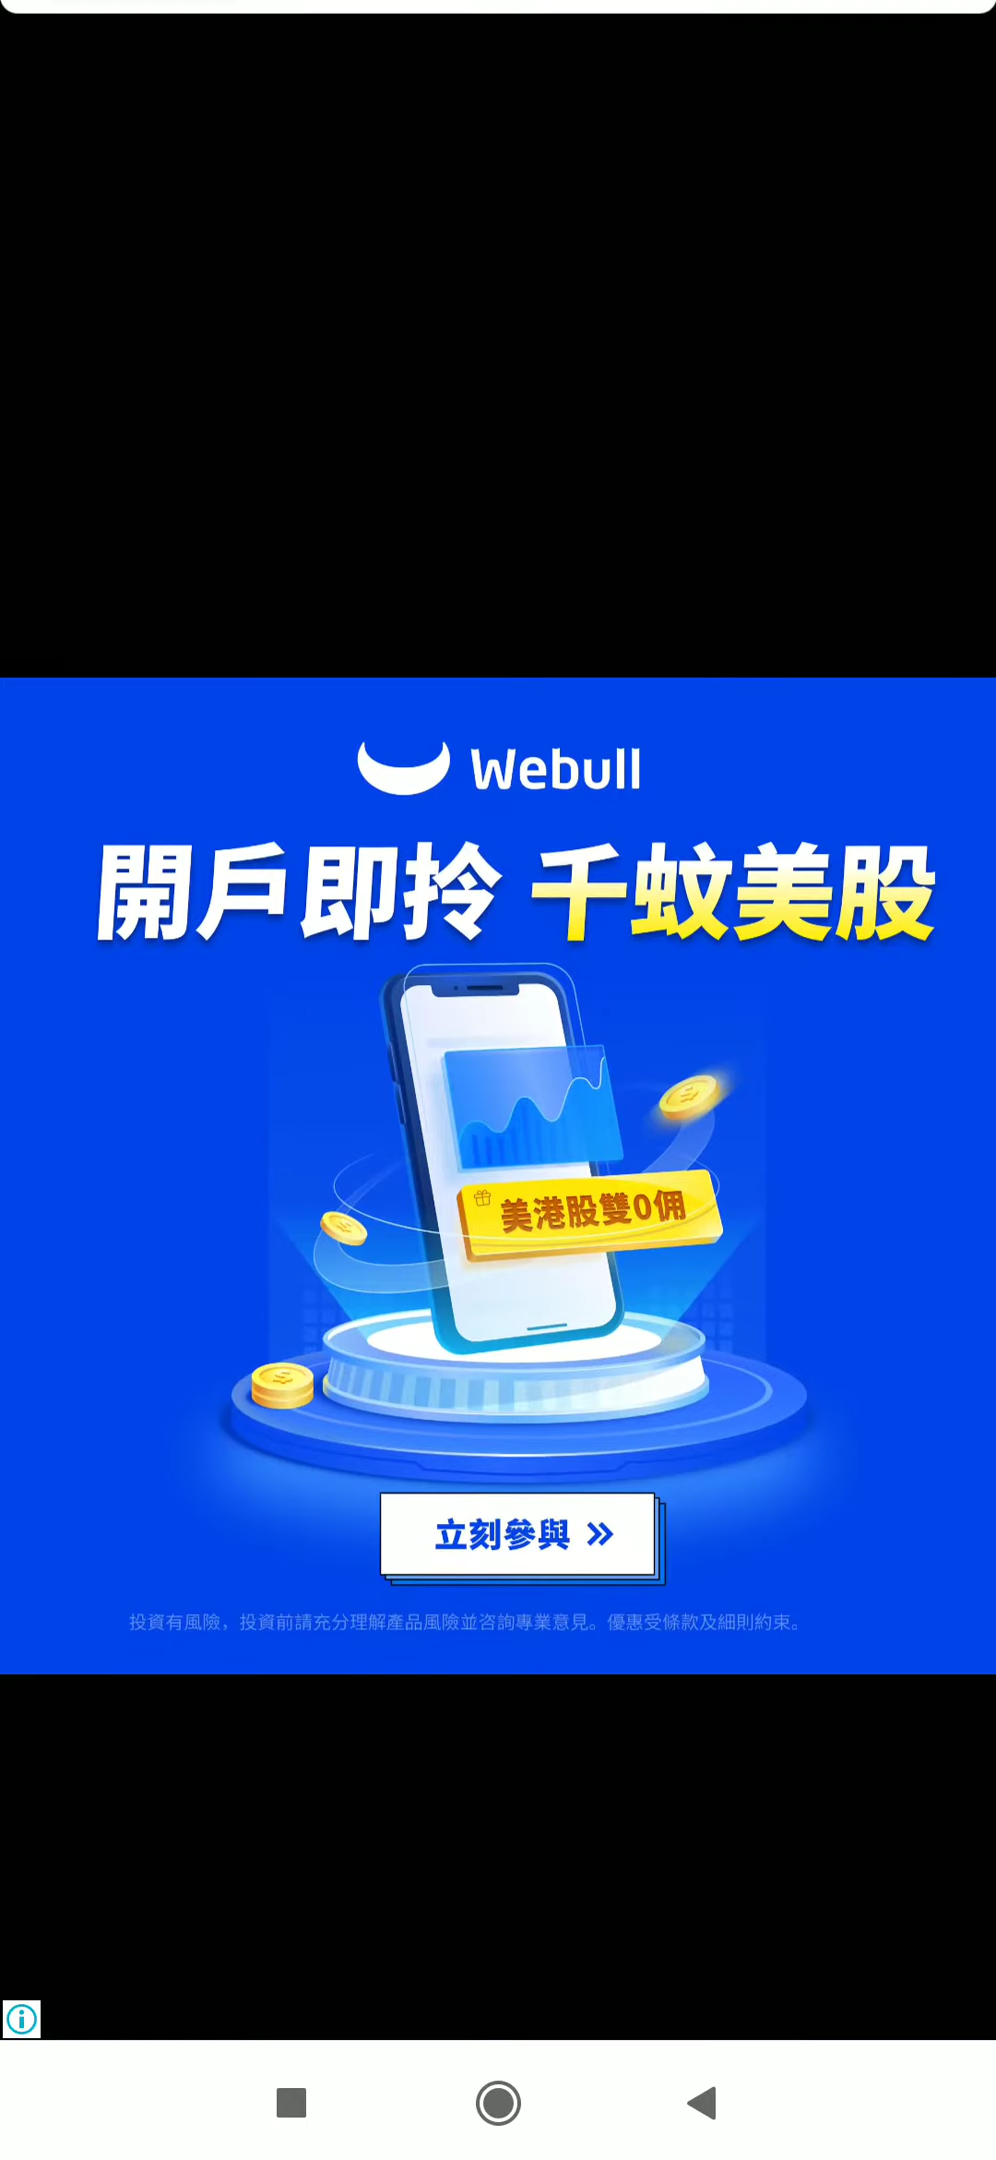 Webull
開戶即拎 千蚊美股
美港股雙0佣
立刻參與 »
投資有風險，投資前請充分理解產品風險並咨詢專業意見。優惠受條款及細則約束。